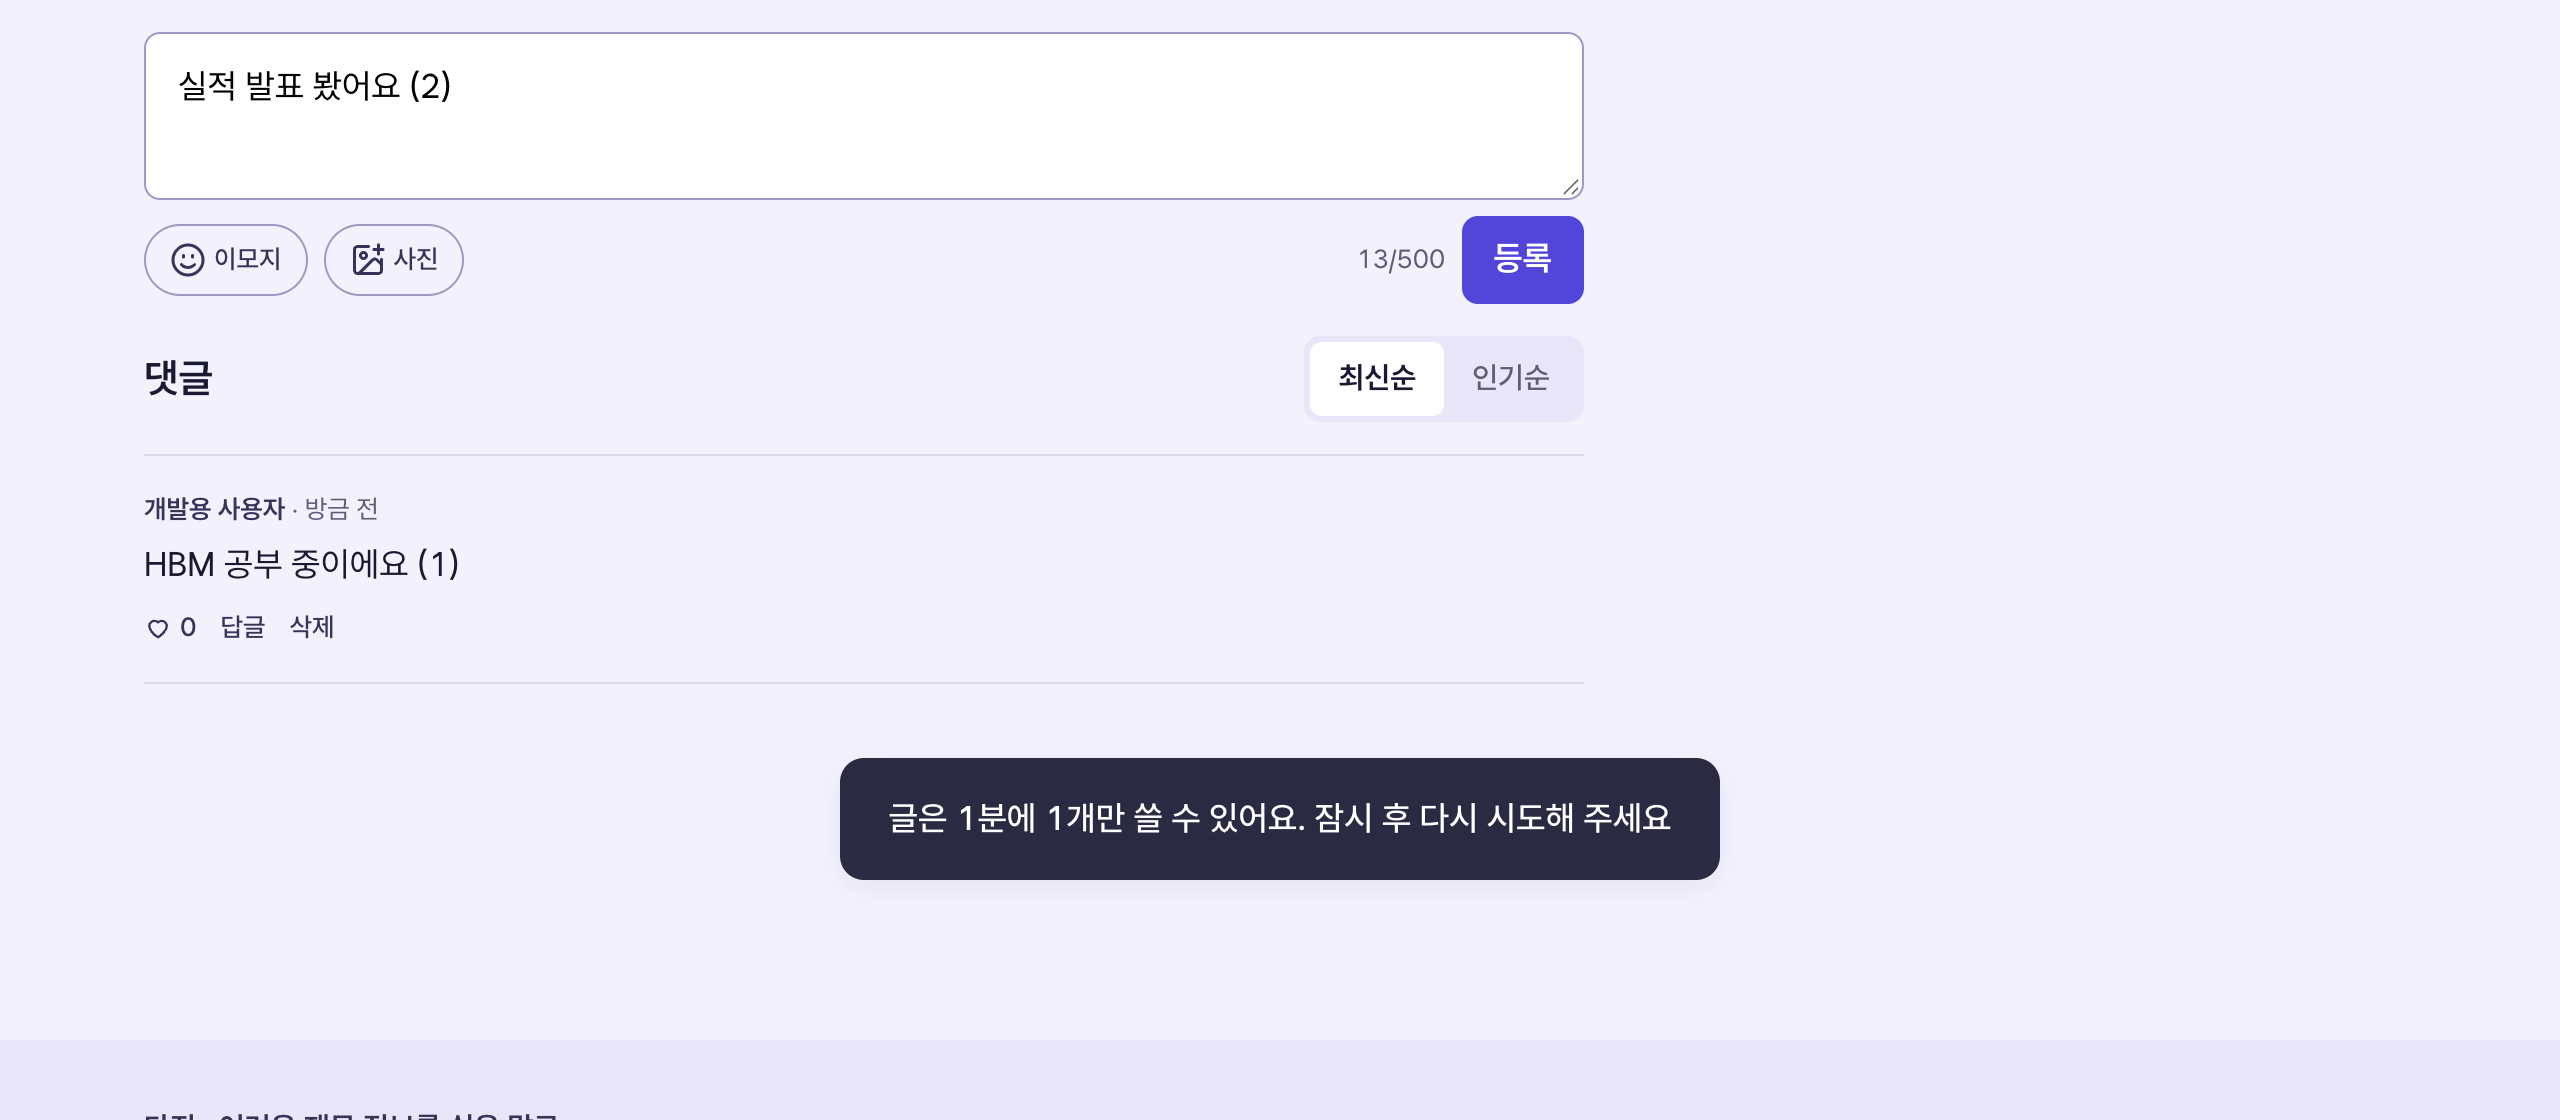 실적 발표 봤어요 (2)
이모지
사진
13/500
등록
댓글
최신순
인기순
개발용 사용자 · 방금 전
HBM 공부 중이에요 (1)
0 답글 삭제
글은 1분에 1개만 쓸 수 있어요. 잠시 후 다시 시도해 주세요